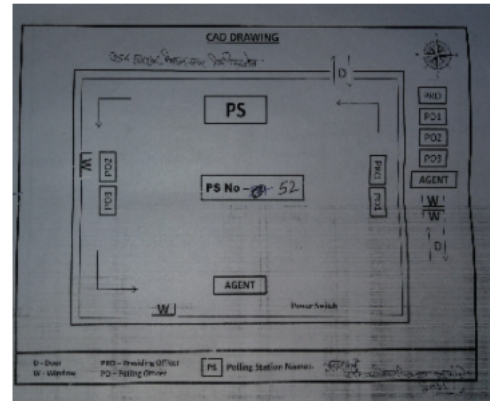 CAD DRAWING
D
PS
PRO
PO1
PO2
PO3
AGENT
W
W
D
W
PO2
PO3
PS No - 52
PRO
PO1
AGENT
W
Power Switch
D - Door
PRO - Presiding Officer
W - Window
PO - Polling Officer
PS
Polling Station Name:-